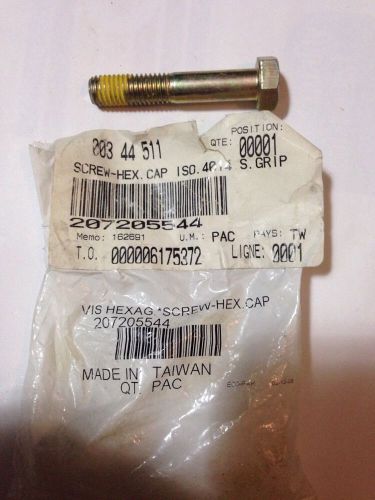 003 44 511
POSITION:
QTE: 00001
SCREW-HEX.CAP ISO.4014 S.GRIP
207205544
Memo: 162691 U.M.: PAC PAYS: TW
T.O. 000006175372 LIGNE: 0001
VIS HEXAG.*SCREW-HEX.CAP
207205544
MADE IN TAIWAN
QT. PAC